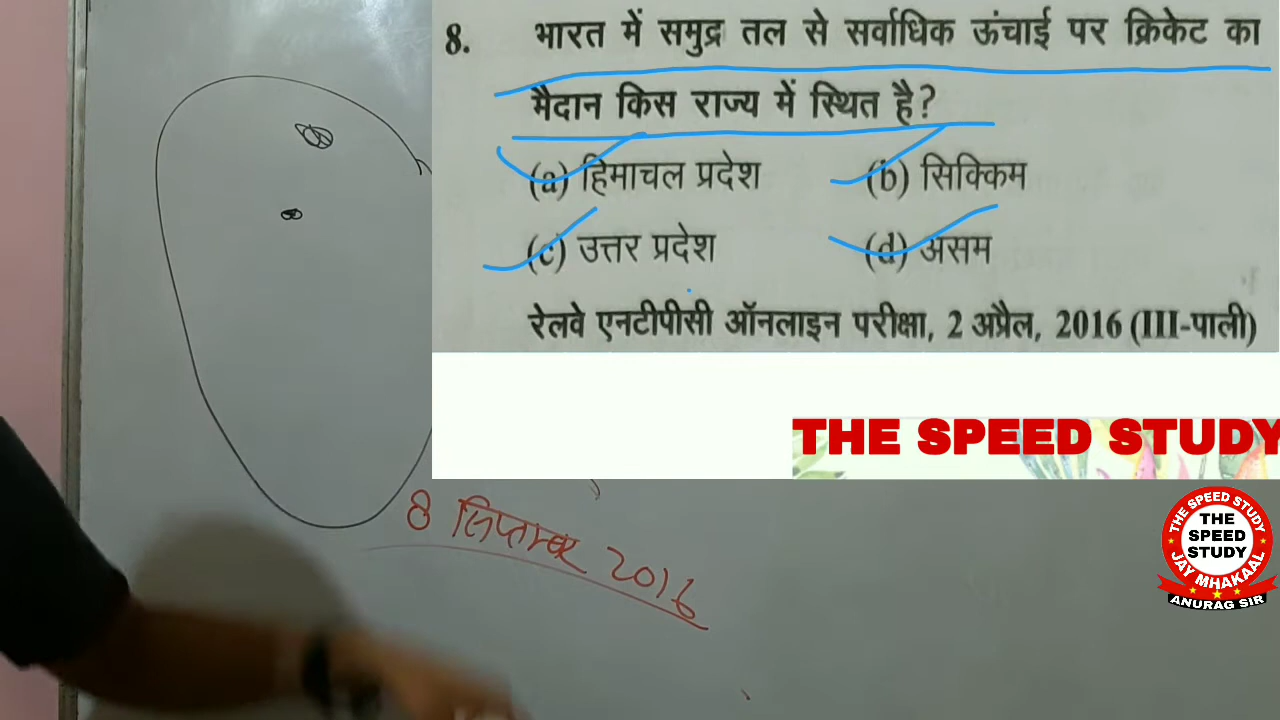 8. भारत में समुद्र तल से सर्वाधिक ऊंचाई पर क्रिकेट का
मैदान किस राज्य में स्थित है?
(a) हिमाचल प्रदेश (b) सिक्किम
(c) उत्तर प्रदेश (d) असम
रेलवे एनटीपीसी ऑनलाइन परीक्षा, 2 अप्रैल, 2016 (III-पाली)
THE SPEED STUDY
8 सितम्बर 2016
THE SPEED STUDY
THE
SPEED
STUDY
JAY MHAKAAL
ANURAG SIR